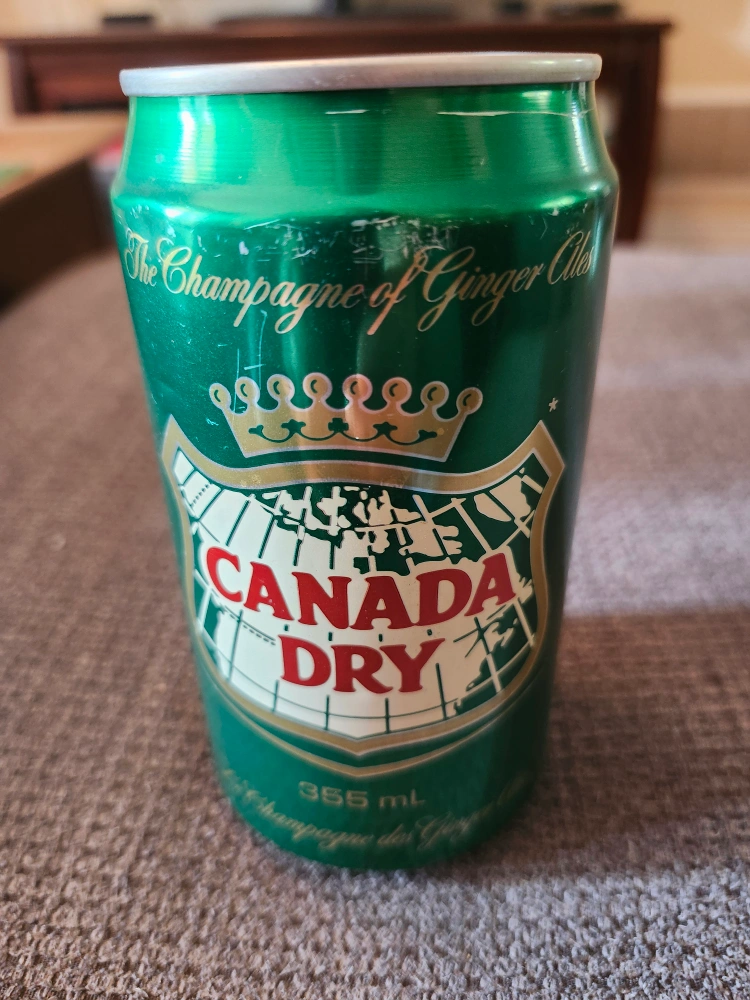 The Champagne of Ginger Ales
CANADA
DRY
355 mL
Champagne des Ginger